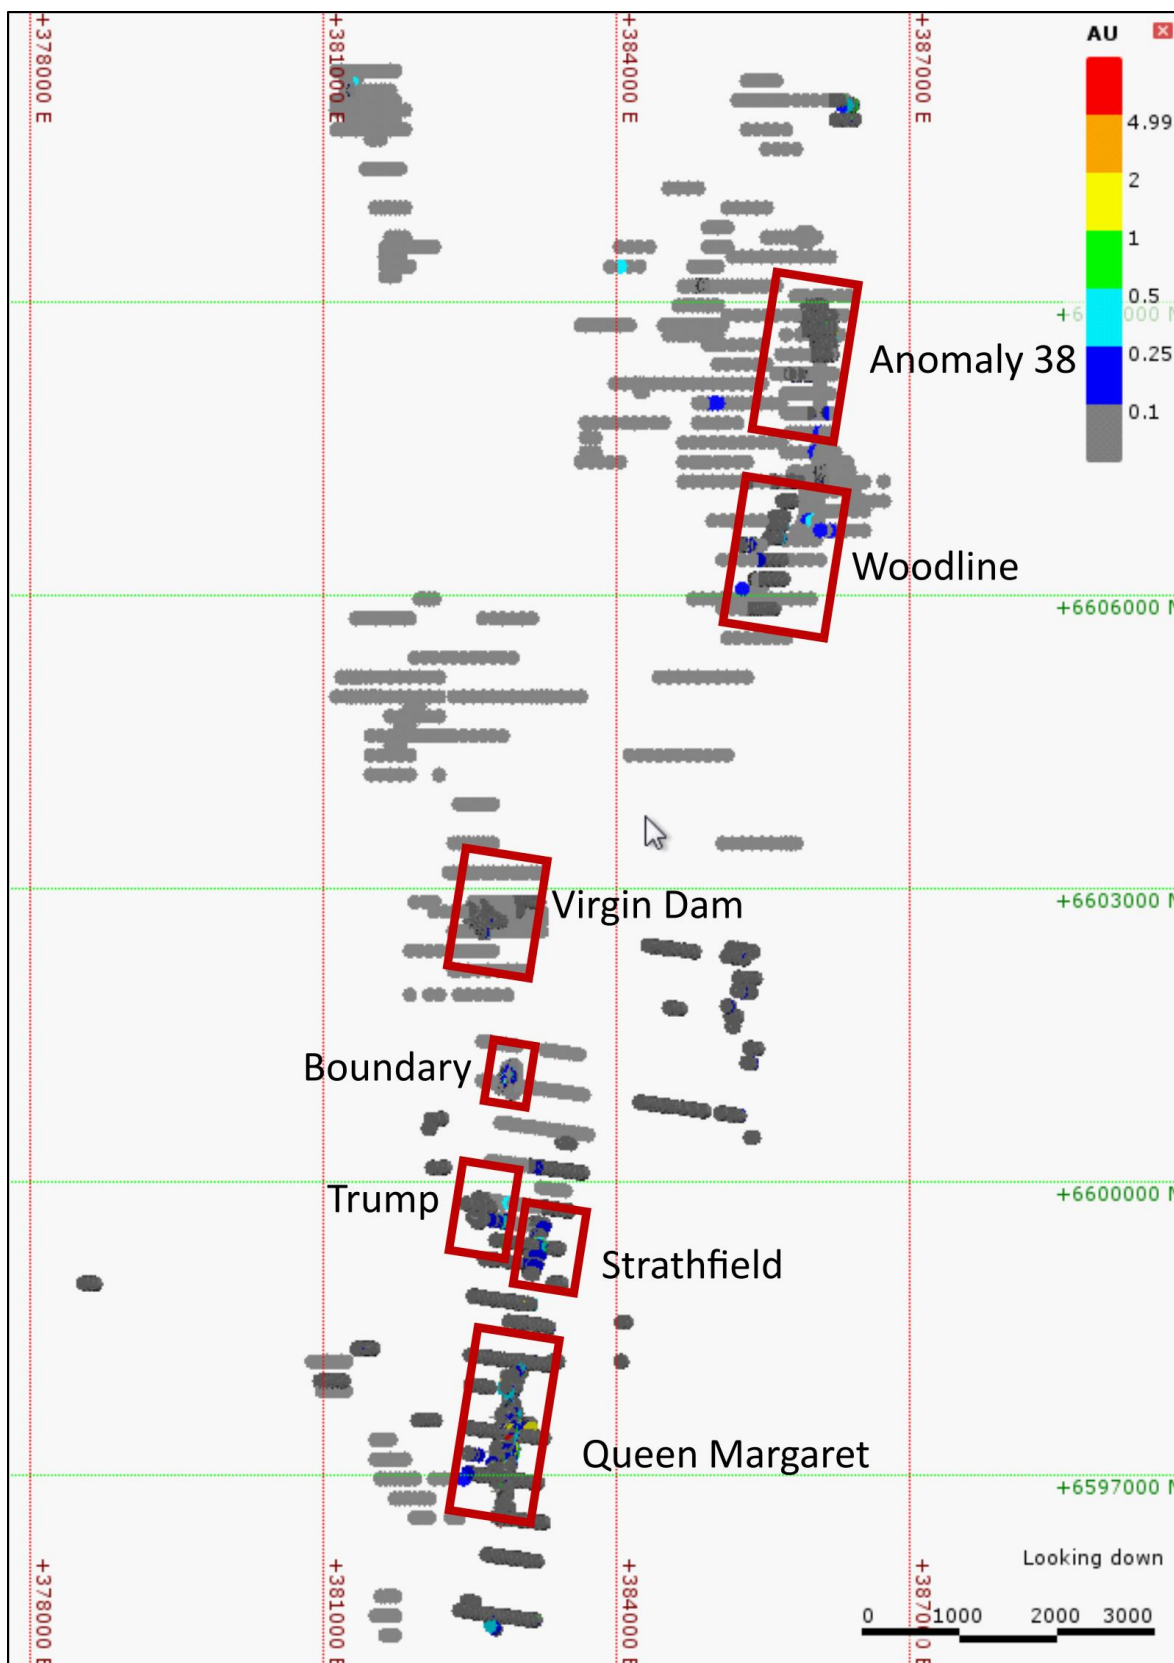 +378000 E
+381000 E
+384000 E
+387000 E
AU
4.99
2
1
0.5
0.25
0.1
Anomaly 38
Woodline
+6606000 N
Virgin Dam
+6603000 N
Boundary
+6600000 N
Trump
Strathfield
Queen Margaret
+6597000 N
Looking down
+378000 E
+381000 E
+384000 E
+387000 E
0 1000 2000 3000